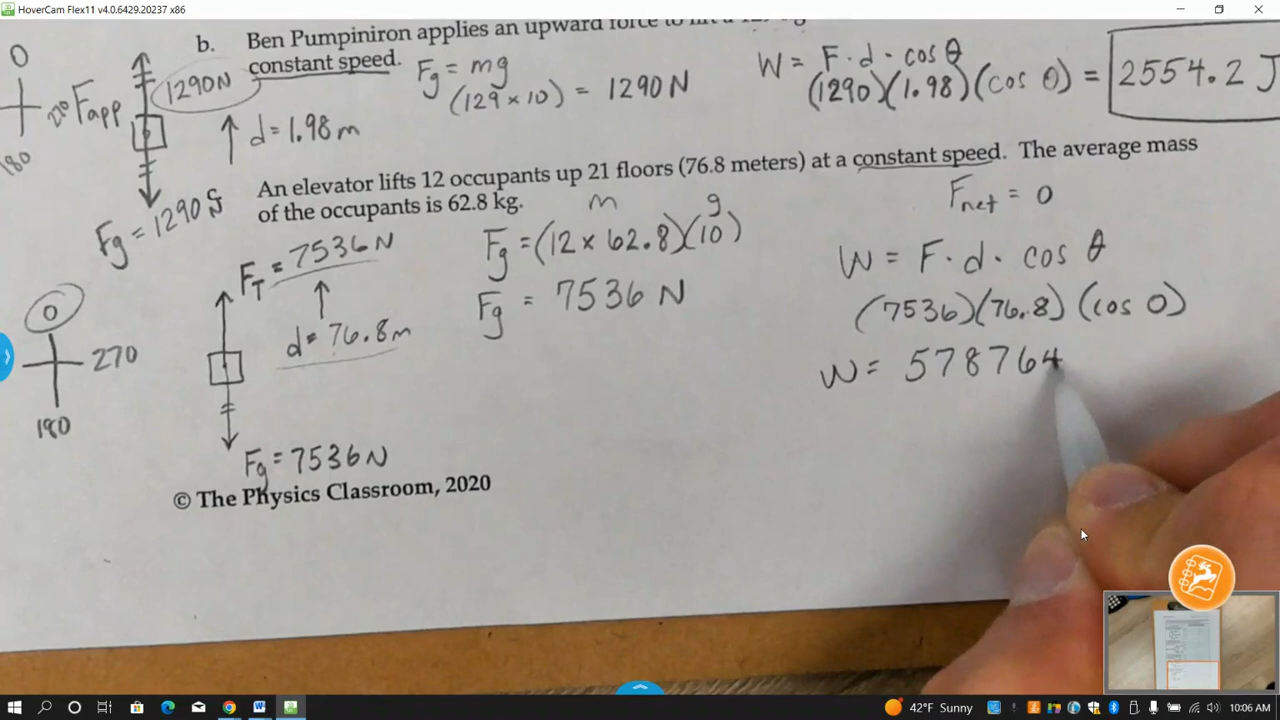 HoverCam Flex11 v4.0.6429.20237 x86
b. Ben Pumpiniron applies an upward force to lift a 129-kg
constant speed.
Fg = mg
(129 x 10) = 1290 N
W = F · d · cos θ
(1290)(1.98)(cos 0) = 2554.2 J
0
270
180
Fapp
1290N
d = 1.98 m
Fg = 1290
An elevator lifts 12 occupants up 21 floors (76.8 meters) at a constant speed. The average mass
of the occupants is 62.8 kg.
m g
Fg = (12 x 62.8)(10)
Fg = 7536 N
Fnet = 0
W = F · d · cos θ
(7536)(76.8)(cos 0)
W = 578764
FT = 7536 N
d = 76.8 m
Fg = 7536 N
0
270
180
© The Physics Classroom, 2020
42°F Sunny
10:06 AM